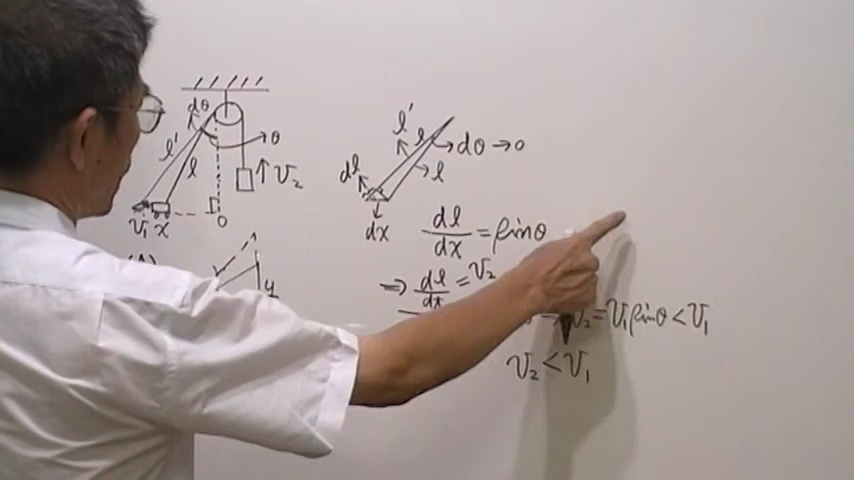 dθ
θ
l'
l
↑ V₂
V₁ x
0
y
l'
l
dθ → 0
l
dl
dx
dl/dx = sinθ
⇒ dl/dt = V₂
V₂ = V₁ sinθ < V₁
V₂ < V₁